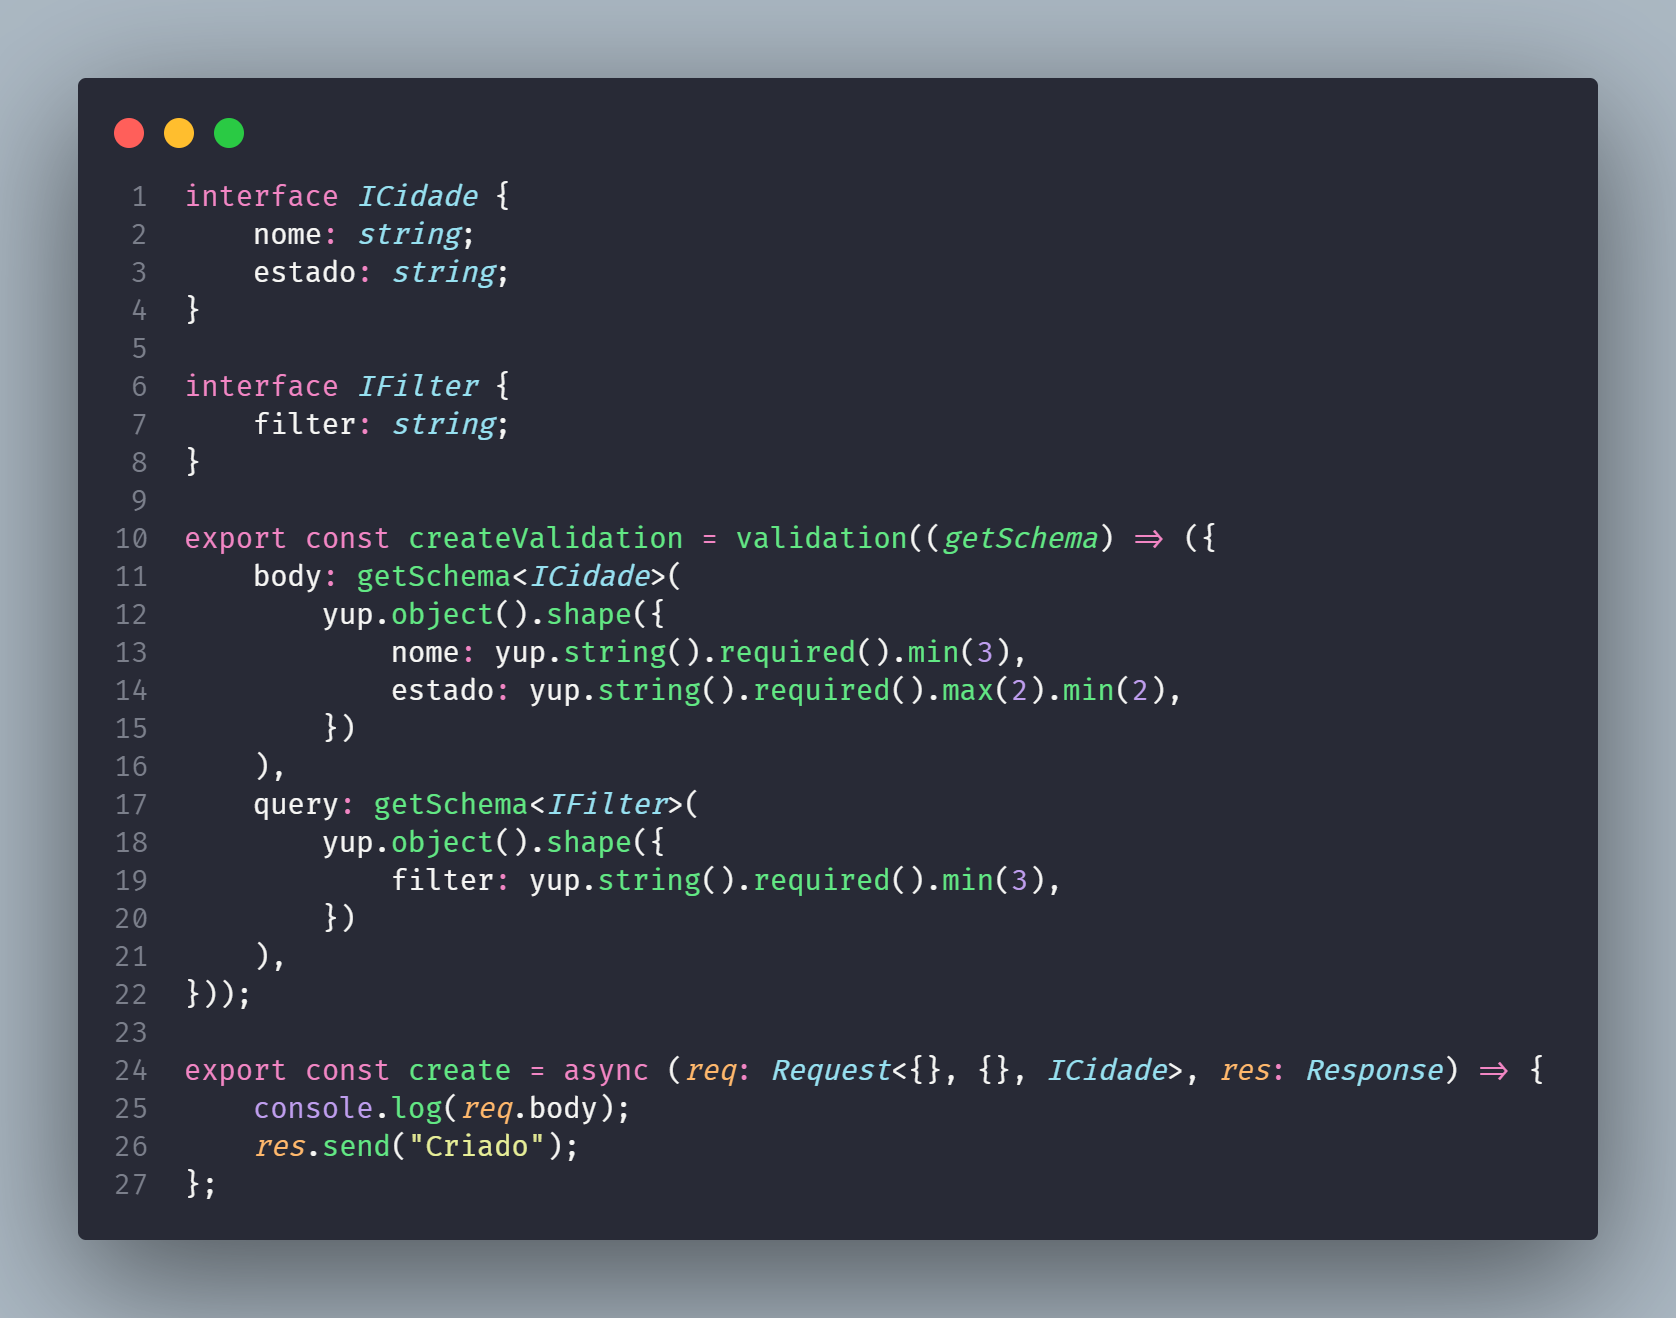 1 interface ICidade {
2     nome: string;
3     estado: string;
4 }
5
6 interface IFilter {
7     filter: string;
8 }
9
10 export const createValidation = validation((getSchema) => ({
11     body: getSchema<ICidade>(
12         yup.object().shape({
13             nome: yup.string().required().min(3),
14             estado: yup.string().required().max(2).min(2),
15         })
16     ),
17     query: getSchema<IFilter>(
18         yup.object().shape({
19             filter: yup.string().required().min(3),
20         })
21     ),
22 }));
23
24 export const create = async (req: Request<{}, {}, ICidade>, res: Response) => {
25     console.log(req.body);
26     res.send("Criado");
27 };